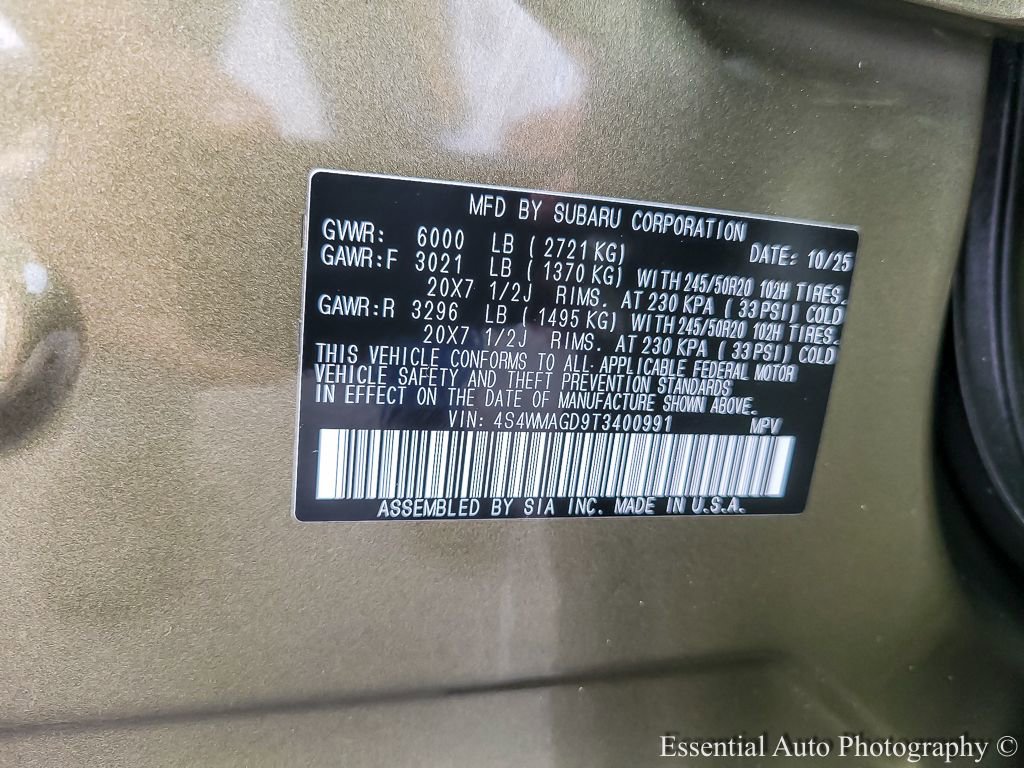 MFD BY SUBARU CORPORATION
GVWR: 6000 LB ( 2721 KG) DATE: 10/25
GAWR:F 3021 LB ( 1370 KG) WITH 245/50R20 102H TIRES.
20X7 1/2J RIMS. AT 230 KPA ( 33 PSI) COLD
GAWR:R 3296 LB ( 1495 KG) WITH 245/50R20 102H TIRES.
20X7 1/2J RIMS. AT 230 KPA ( 33 PSI) COLD
THIS VEHICLE CONFORMS TO ALL APPLICABLE FEDERAL MOTOR
VEHICLE SAFETY AND THEFT PREVENTION STANDARDS
IN EFFECT ON THE DATE OF MANUFACTURE SHOWN ABOVE.
VIN: 4S4WMAGD9T3400991 MPV
ASSEMBLED BY SIA INC. MADE IN U.S.A.
Essential Auto Photography ©